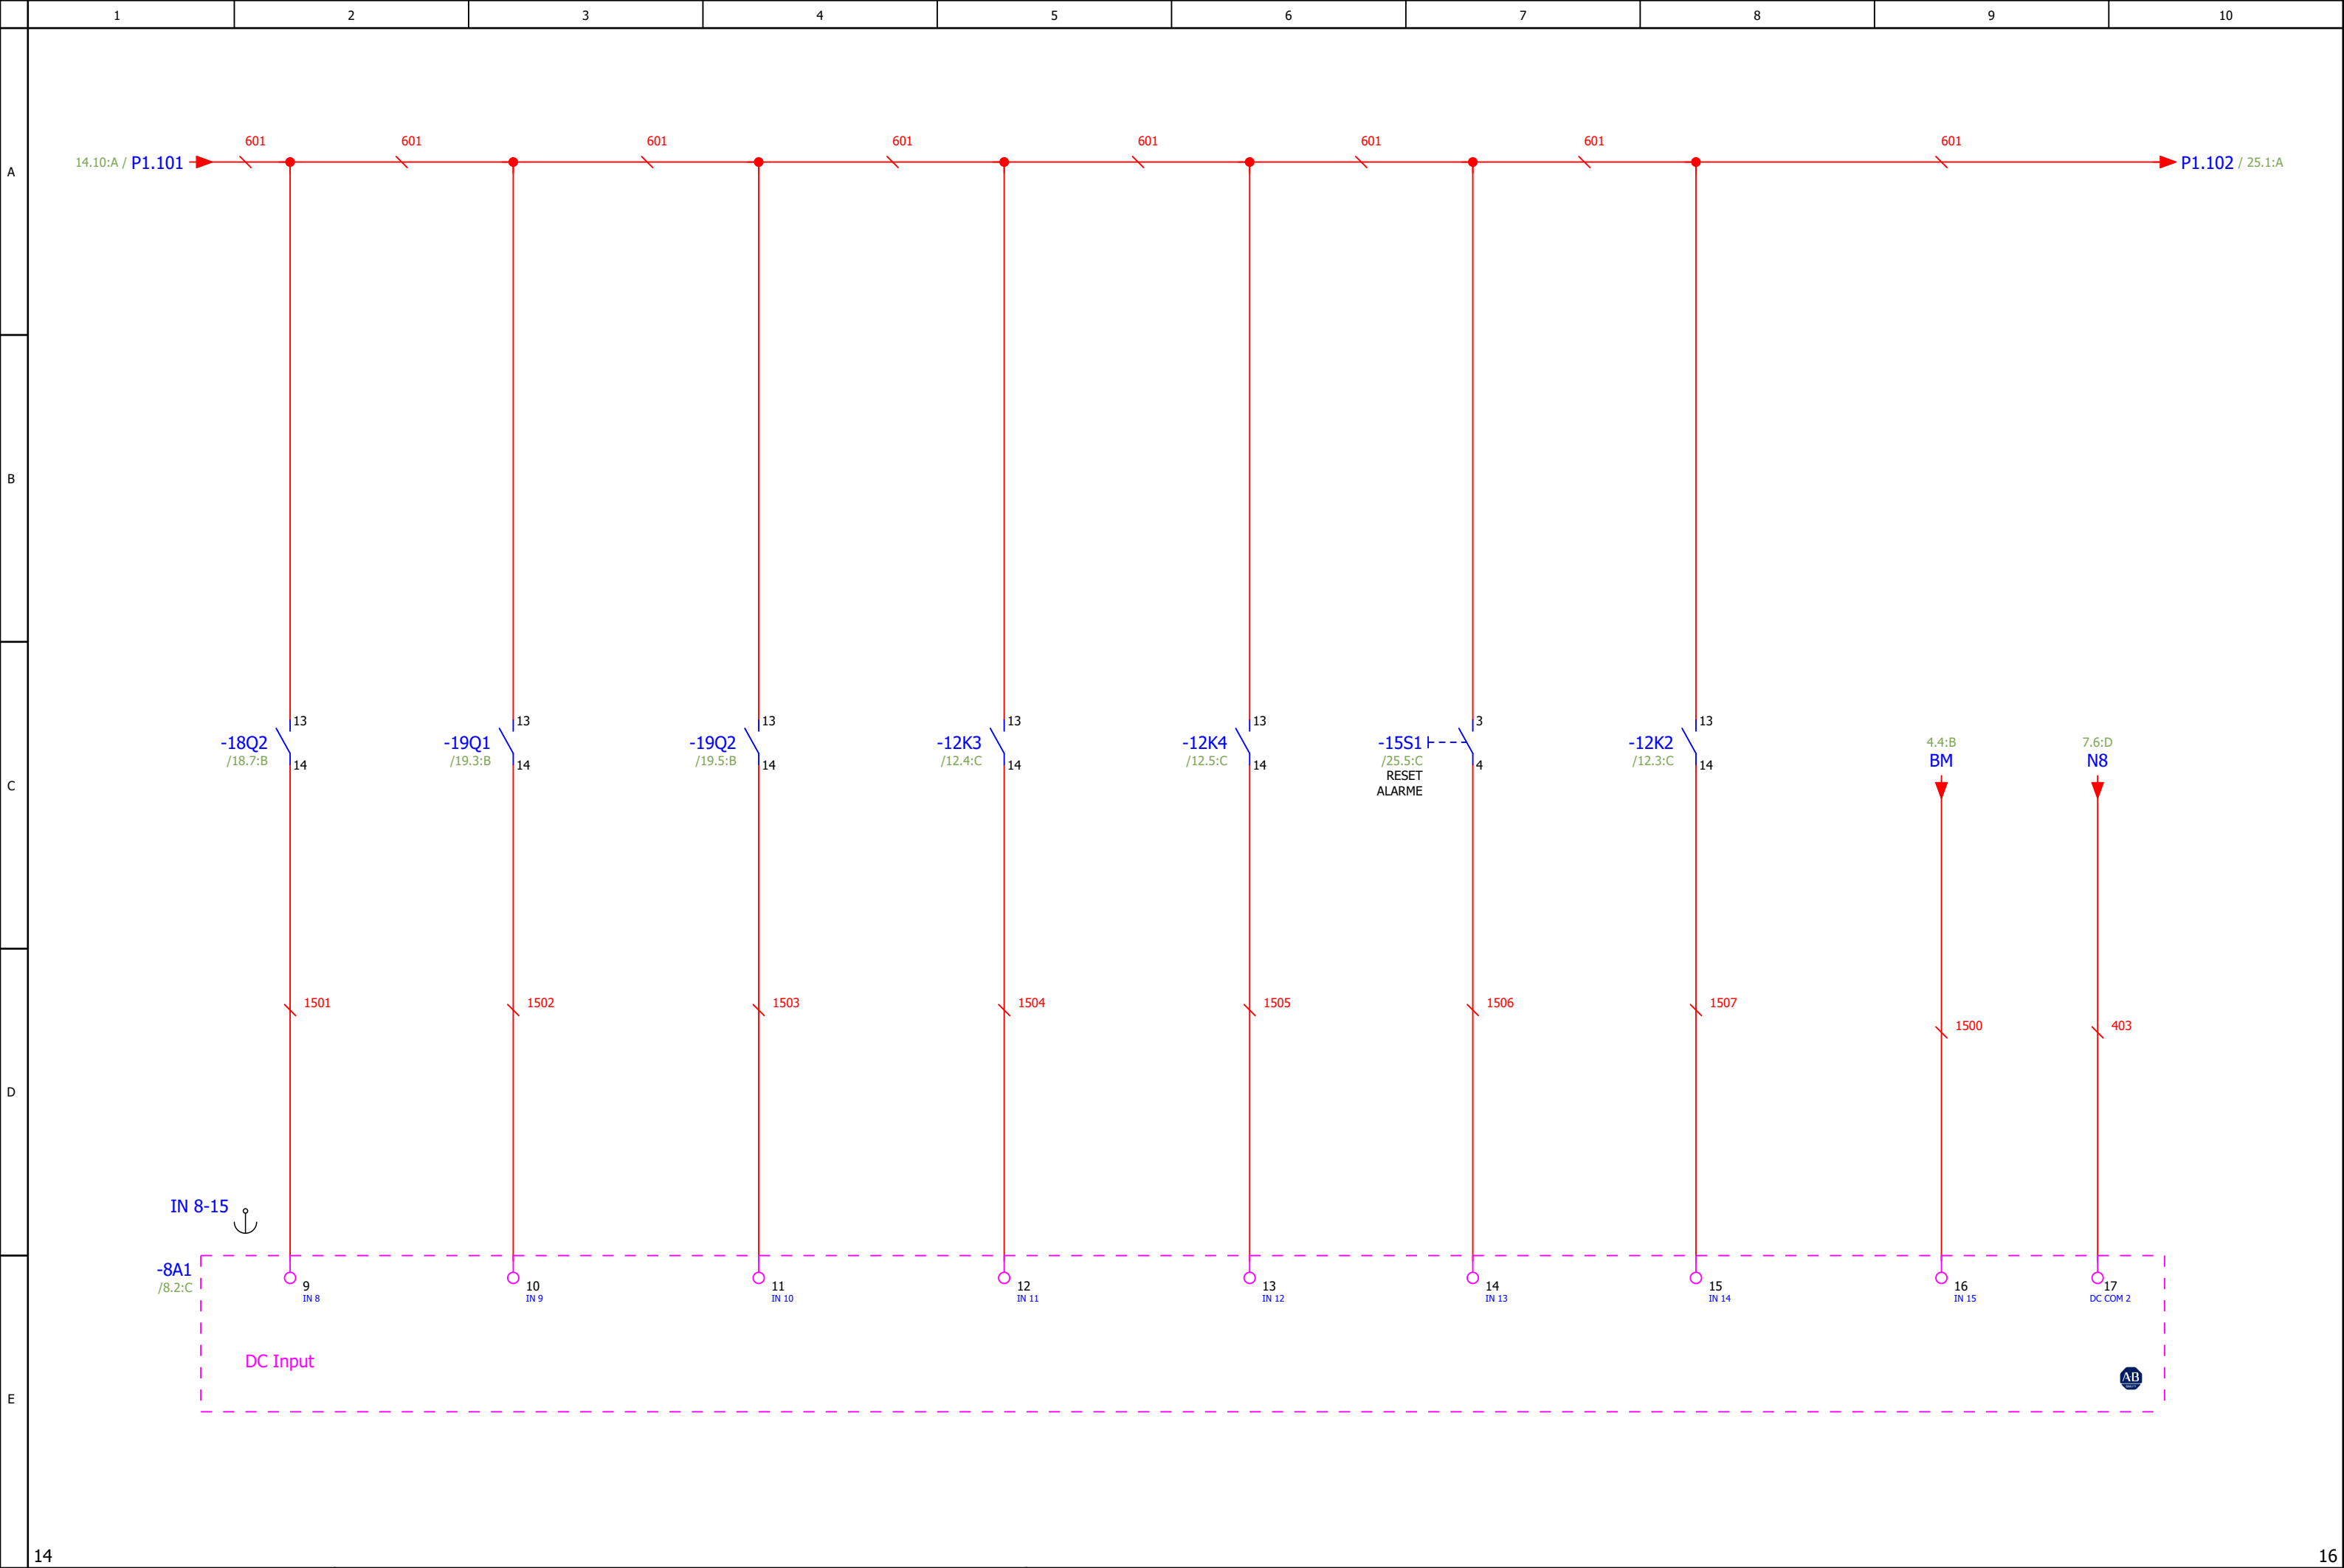 1 2 3 4 5 6 7 8 9 10
601 601 601 601 601 601 601 601
A
14.10:A / P1.101
P1.102 / 25.1:A
B
C
13 13 13 13 13 3 13
-18Q2 -19Q1 -19Q2 -12K3 -12K4 -15S1 -12K2
4.4:B 7.6:D
/18.7:B /19.3:B /19.5:B /12.4:C /12.5:C /25.5:C /12.3:C
BM N8
14 14 14 14 14 4 14
RESET
ALARME
1501 1502 1503 1504 1505 1506 1507
1500 403
D
IN 8-15
-8A1
/8.2:C
9 10 11 12 13 14 15 16 17
IN 8 IN 9 IN 10 IN 11 IN 12 IN 13 IN 14 IN 15 DC COM 2
DC Input
AB
E
14 16